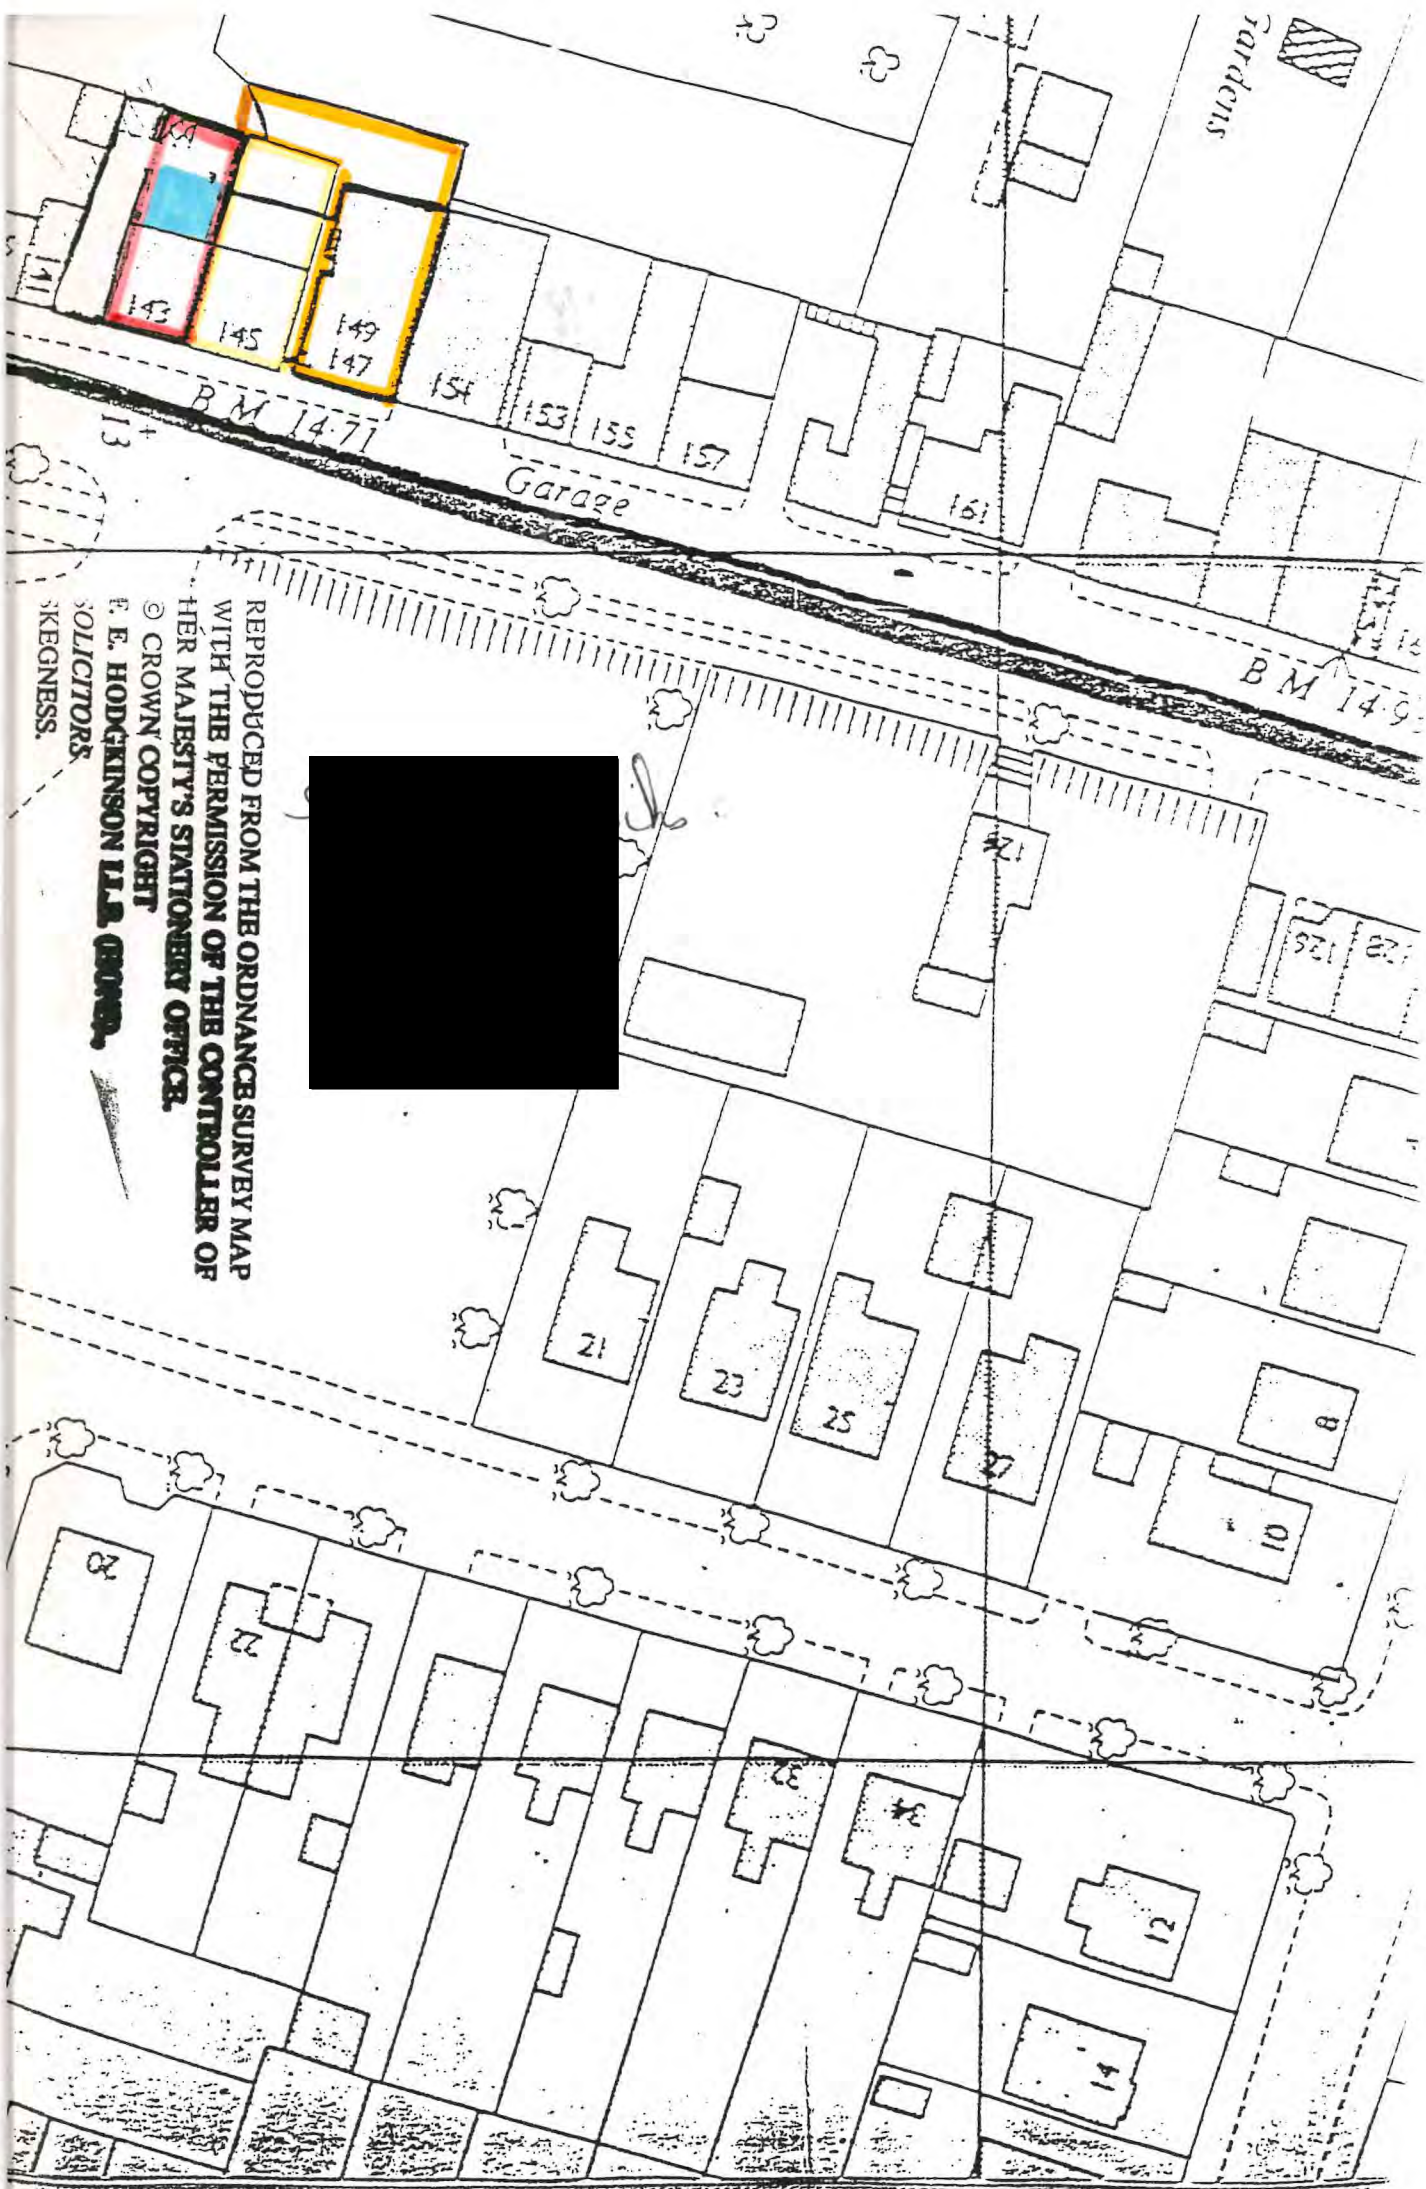 Gardens
141
143
145
149
147
151
153
155
157
161
B M 14.71
13
+
Garage
B M 14.9
REPRODUCED FROM THE ORDNANCE SURVEY MAP
WITH THE PERMISSION OF THE CONTROLLER OF
HER MAJESTY'S STATIONERY OFFICE.
© CROWN COPYRIGHT
E. HODGKINSON LL.B. (HONS).,
SOLICITORS.
SKEGNESS.
124
126
128
21
23
25
27
8
10
20
22
32
34
12
14